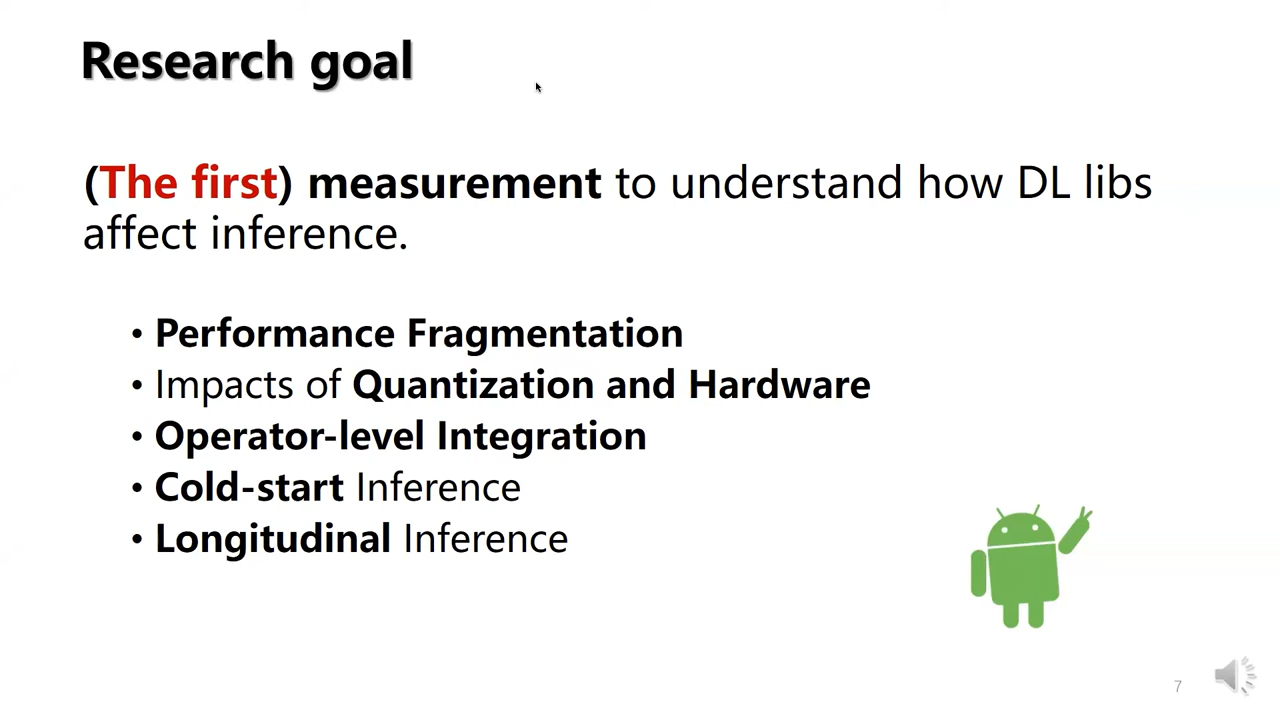 Research goal
(The first) measurement to understand how DL libs
affect inference.
• Performance Fragmentation
• Impacts of Quantization and Hardware
• Operator-level Integration
• Cold-start Inference
• Longitudinal Inference
7